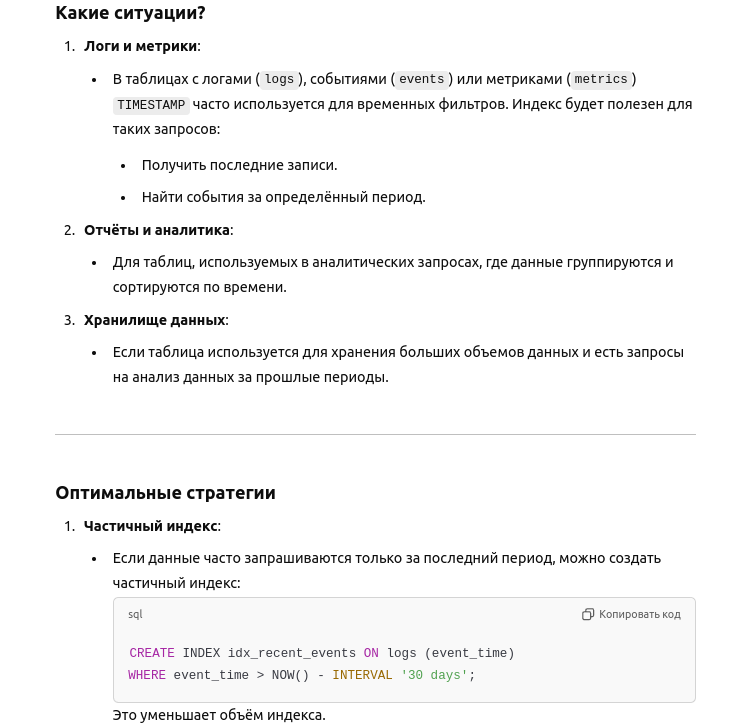 Какие ситуации?
1. Логи и метрики:
• В таблицах с логами (logs), событиями (events) или метриками (metrics)
TIMESTAMP часто используется для временных фильтров. Индекс будет полезен для
таких запросов:
• Получить последние записи.
• Найти события за определённый период.
2. Отчёты и аналитика:
• Для таблиц, используемых в аналитических запросах, где данные группируются и
сортируются по времени.
3. Хранилище данных:
• Если таблица используется для хранения больших объемов данных и есть запросы
на анализ данных за прошлые периоды.
Оптимальные стратегии
1. Частичный индекс:
• Если данные часто запрашиваются только за последний период, можно создать
частичный индекс:
sql Копировать код
CREATE INDEX idx_recent_events ON logs (event_time)
WHERE event_time > NOW() - INTERVAL '30 days';
Это уменьшает объём индекса.